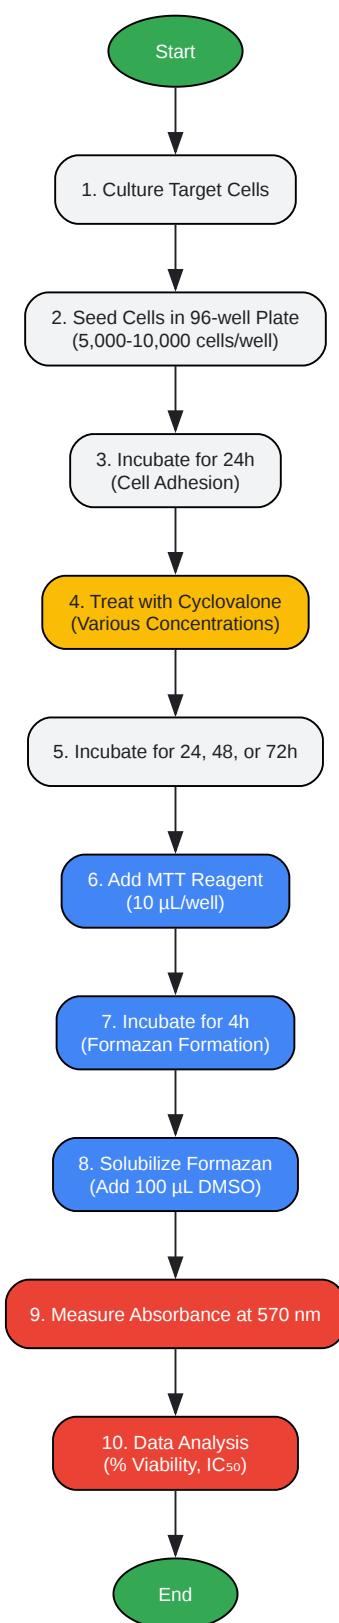 Start
1. Culture Target Cells
2. Seed Cells in 96-well Plate
(5,000-10,000 cells/well)
3. Incubate for 24h
(Cell Adhesion)
4. Treat with Cyclovalone
(Various Concentrations)
5. Incubate for 24, 48, or 72h
6. Add MTT Reagent
(10 µL/well)
7. Incubate for 4h
(Formazan Formation)
8. Solubilize Formazan
(Add 100 µL DMSO)
9. Measure Absorbance at 570 nm
10. Data Analysis
(% Viability, IC₅₀)
End